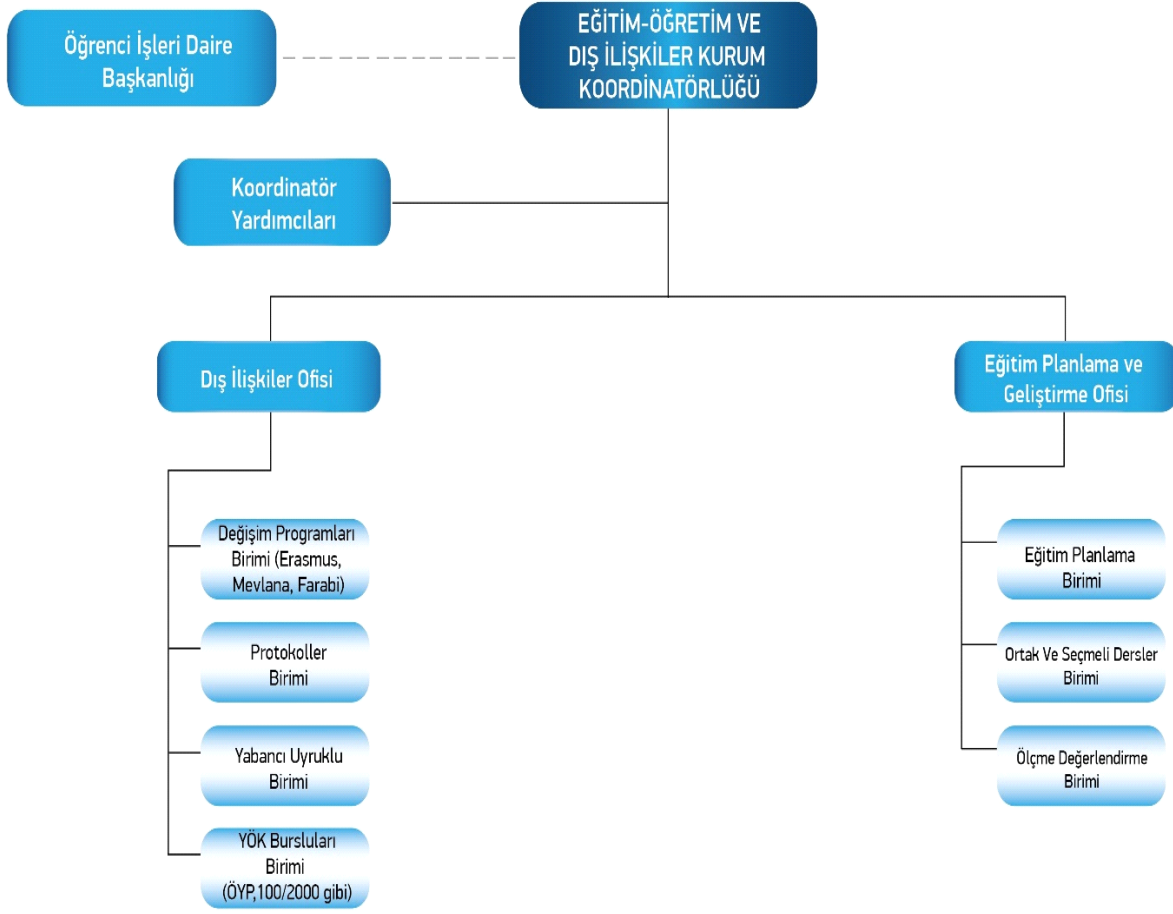 Öğrenci İşleri Daire
Başkanlığı
EĞİTİM-ÖĞRETİM VE
DIŞ İLİŞKİLER KURUM
KOORDİNATÖRLÜĞÜ
Koordinatör
Yardımcıları
Dış İlişkiler Ofisi
Değişim Programları
Birimi (Erasmus,
Mevlana, Farabi)
Protokoller
Birimi
Yabancı Uyruklu
Birimi
YÖK Bursluları
Birimi
(ÖYP,100/2000 gibi)
Eğitim Planlama ve
Geliştirme Ofisi
Eğitim Planlama
Birimi
Ortak Ve Seçmeli Dersler
Birimi
Ölçme Değerlendirme
Birimi